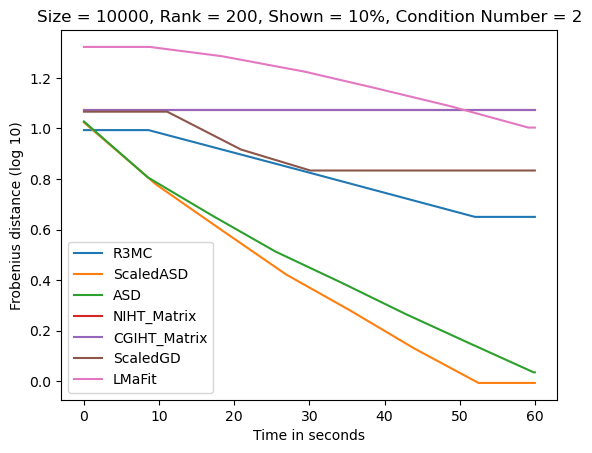 Size = 10000, Rank = 200, Shown = 10%, Condition Number = 2
Frobenius distance (log 10)
1.2
1.0
0.8
0.6
0.4
0.2
0.0
R3MC
ScaledASD
ASD
NIHT_Matrix
CGIHT_Matrix
ScaledGD
LMaFit
0 10 20 30 40 50 60
Time in seconds